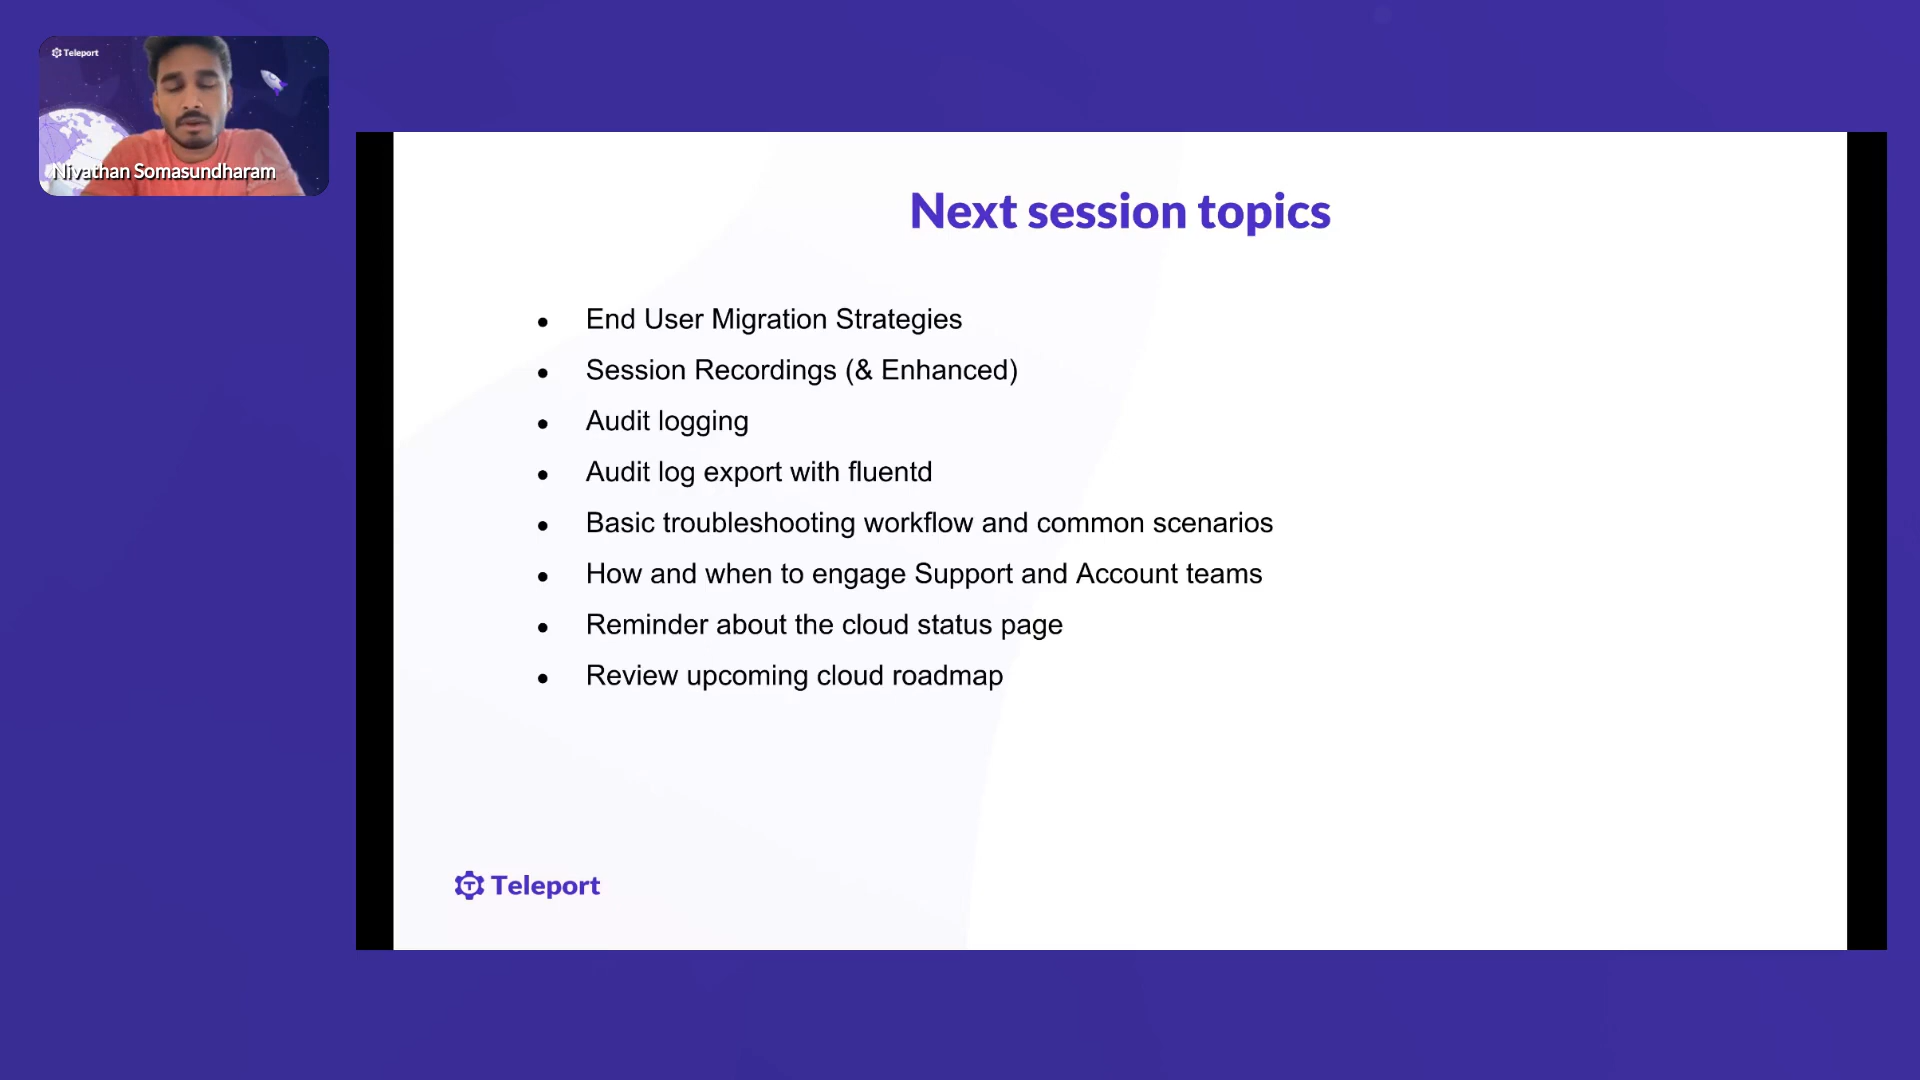 Teleport
Nivathan Somasundharam
Next session topics
● End User Migration Strategies
● Session Recordings (& Enhanced)
● Audit logging
● Audit log export with fluentd
● Basic troubleshooting workflow and common scenarios
● How and when to engage Support and Account teams
● Reminder about the cloud status page
● Review upcoming cloud roadmap
Teleport